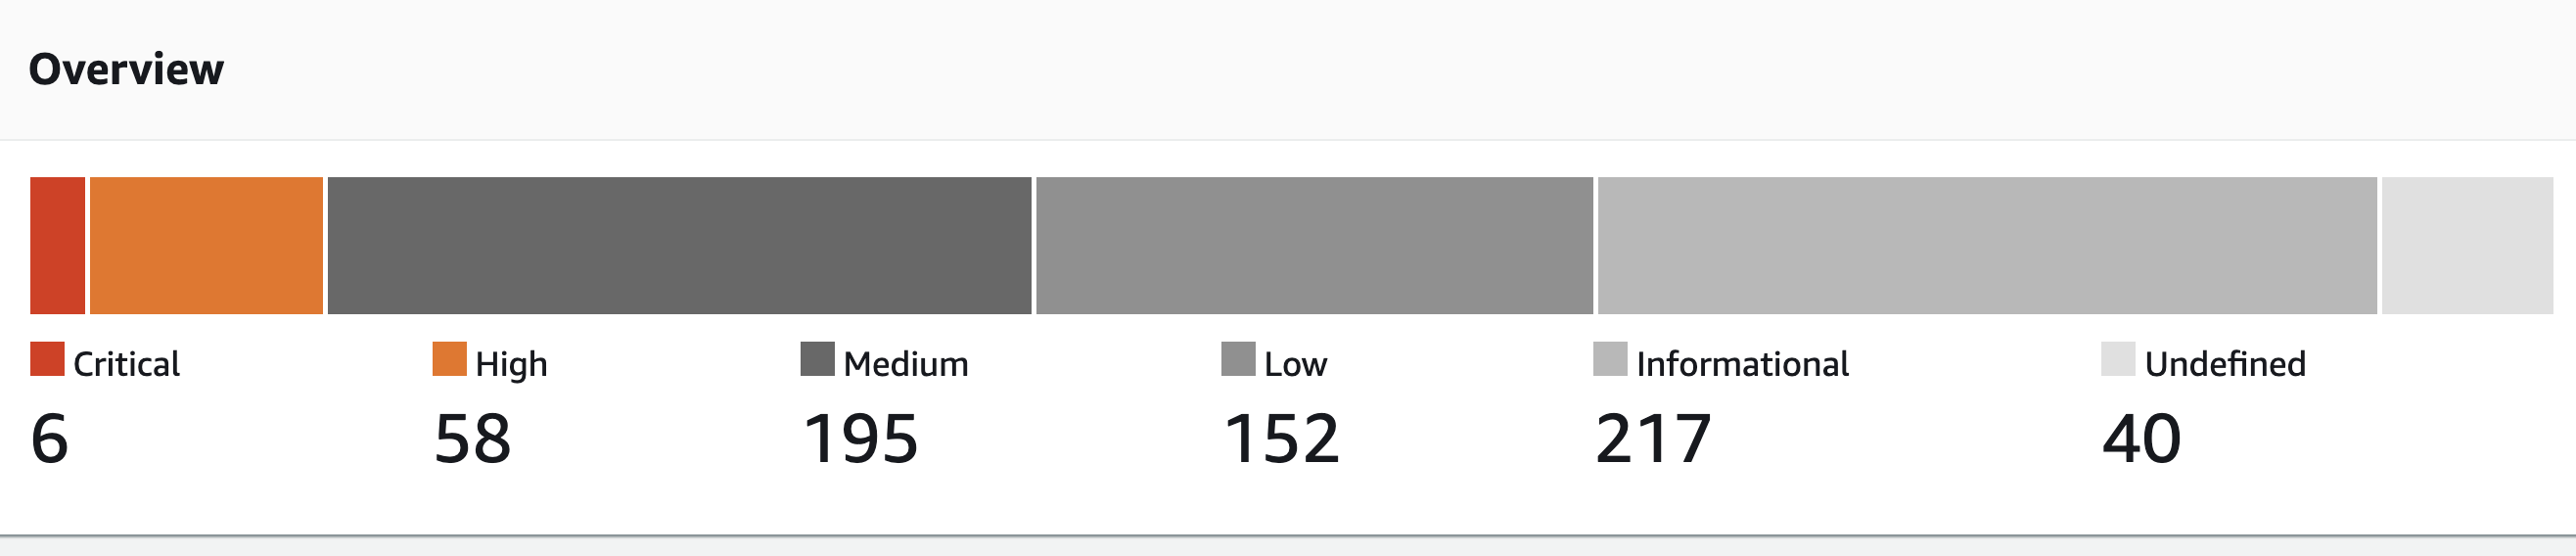 Overview
Critical High Medium Low Informational Undefined
6 58 195 152 217 40